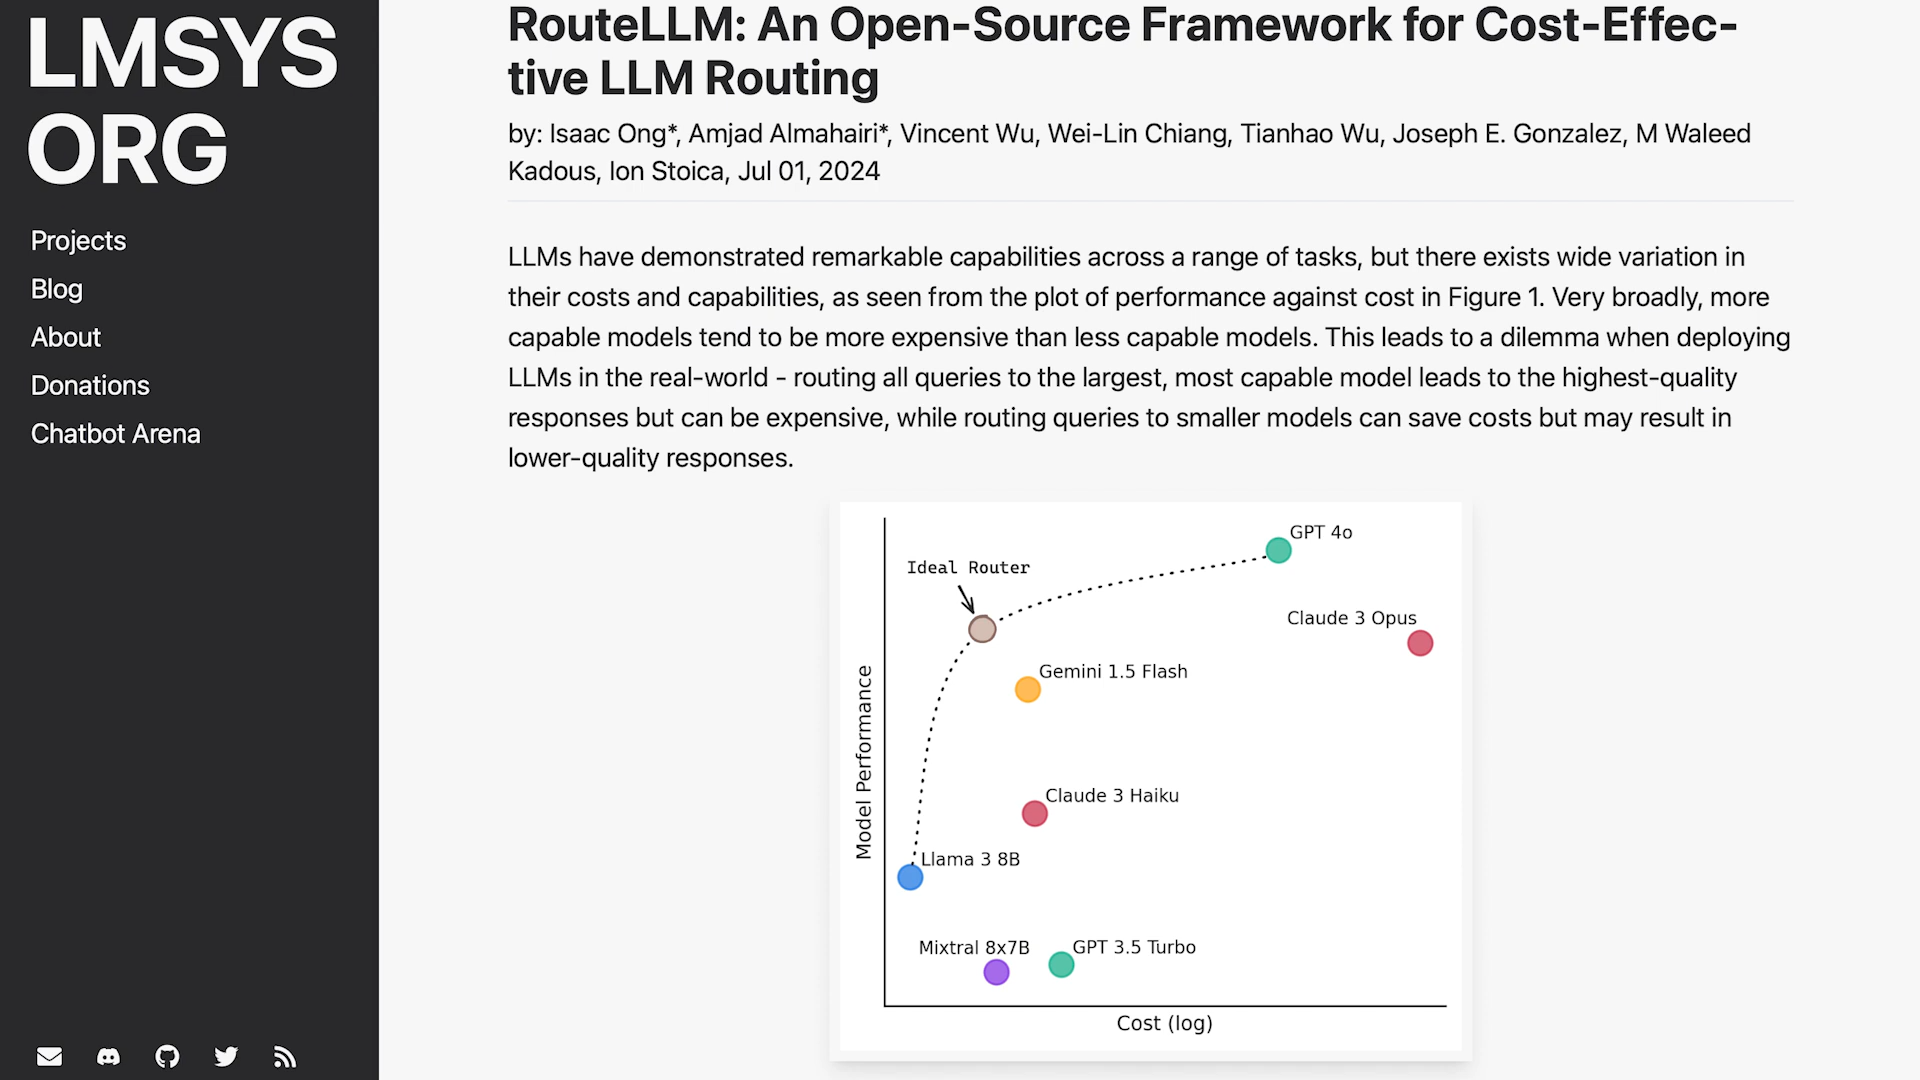 LMSYS
ORG
Projects
Blog
About
Donations
Chatbot Arena
RouteLLM: An Open-Source Framework for Cost-Effec-
tive LLM Routing
by: Isaac Ong*, Amjad Almahairi*, Vincent Wu, Wei-Lin Chiang, Tianhao Wu, Joseph E. Gonzalez, M Waleed
Kadous, Ion Stoica, Jul 01, 2024
LLMs have demonstrated remarkable capabilities across a range of tasks, but there exists wide variation in
their costs and capabilities, as seen from the plot of performance against cost in Figure 1. Very broadly, more
capable models tend to be more expensive than less capable models. This leads to a dilemma when deploying
LLMs in the real-world - routing all queries to the largest, most capable model leads to the highest-quality
responses but can be expensive, while routing queries to smaller models can save costs but may result in
lower-quality responses.
GPT 4o
Ideal Router
Claude 3 Opus
Gemini 1.5 Flash
Model Performance
Claude 3 Haiku
Llama 3 8B
Mixtral 8x7B
GPT 3.5 Turbo
Cost (log)